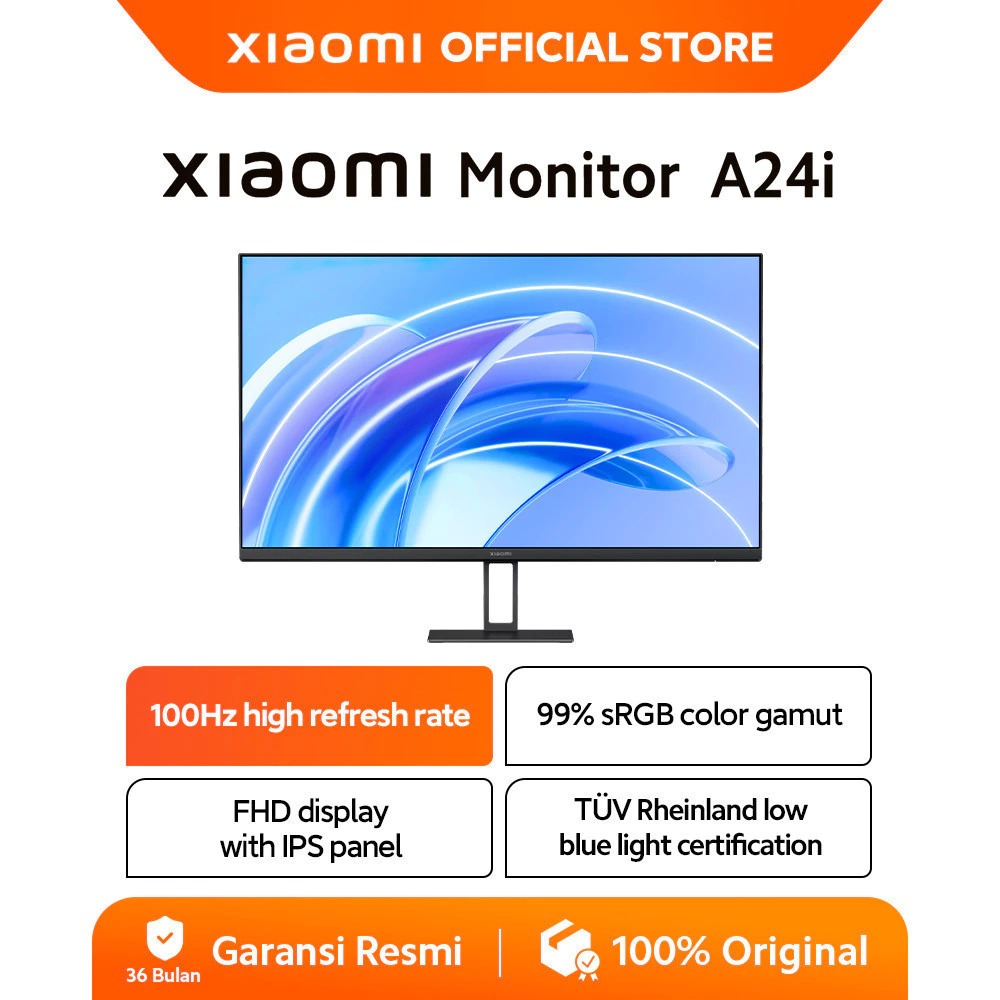 xiaomi OFFICIAL STORE
xiaomi Monitor A24i
xiaomi
100Hz high refresh rate
99% sRGB color gamut
FHD display
with IPS panel
TÜV Rheinland low
blue light certification
36 Bulan
Garansi Resmi
100% Original